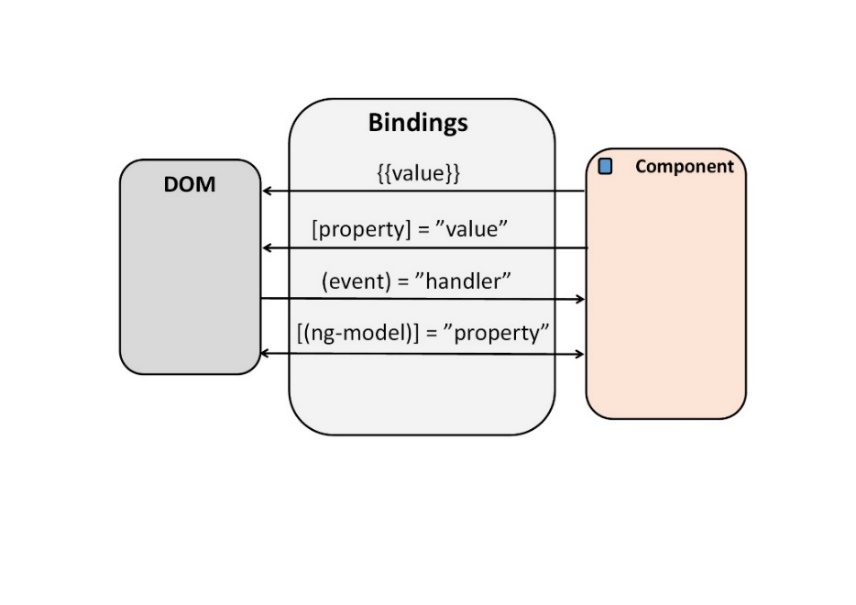 Bindings
DOM
Component
{{value}}
[property] = ”value”
(event) = ”handler”
[(ng-model)] = ”property”